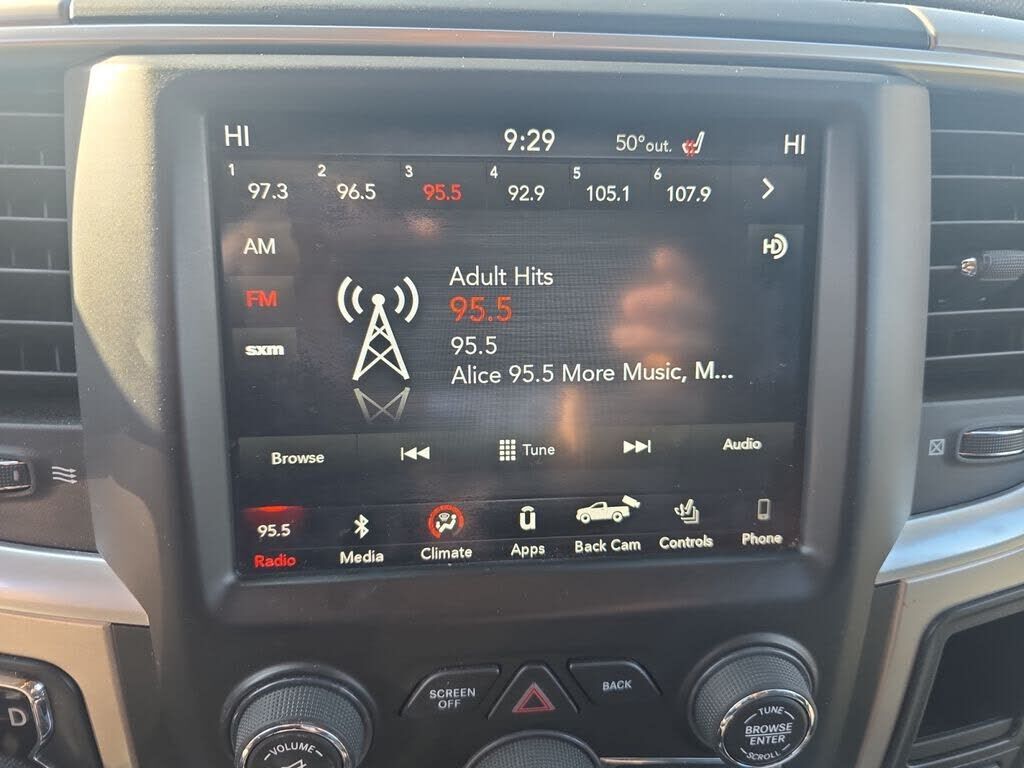 HI 9:29 50°out. HI
1 97.3 2 96.5 3 95.5 4 92.9 5 105.1 6 107.9
AM
HD
FM
sxm
Adult Hits
95.5
95.5
Alice 95.5 More Music, M...
Browse Tune Audio
95.5
Radio Media Climate Apps Back Cam Controls Phone
SCREEN
OFF
BACK
D
VOLUME
TUNE
BROWSE
ENTER
SCROLL